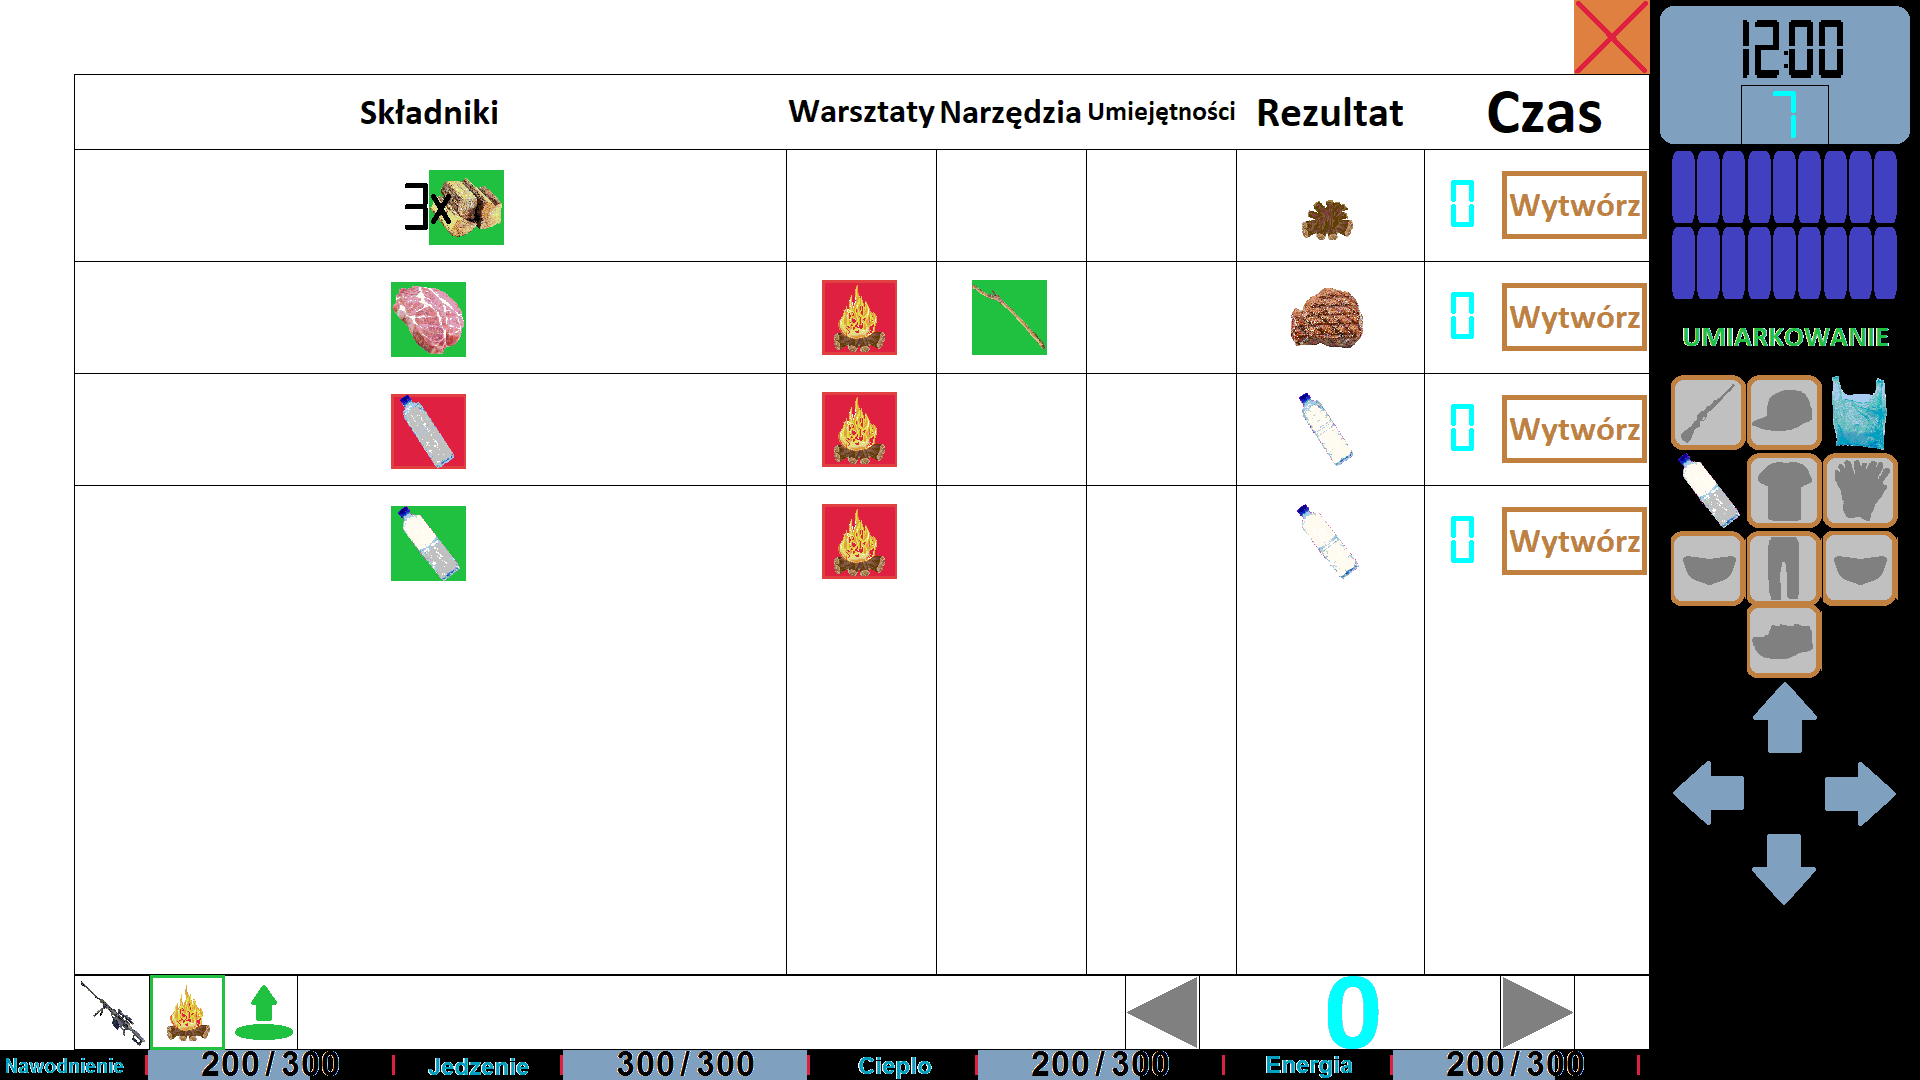 12:00
7
Składniki Warsztaty Narzędzia Umiejętności Rezultat Czas
3x 0 Wytwórz
0 Wytwórz
0 Wytwórz
0 Wytwórz
UMIARKOWANIE
0
Nawodnienie 200/300 Jedzenie 300/300 Ciepło 200/300 Energia 200/300